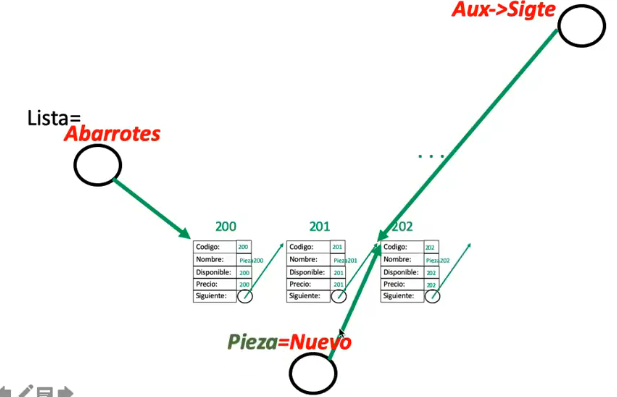 Aux->Sigte
Lista=
Abarrotes
. . .
200 201 202
Codigo: 200 Codigo: 201 Codigo: 202
Nombre: Pieza200 Nombre: Pieza201 Nombre: Pieza202
Disponible: 200 Disponible: 201 Disponible: 202
Precio: 200 Precio: 201 Precio: 202
Siguiente: Siguiente: Siguiente:
Pieza=Nuevo